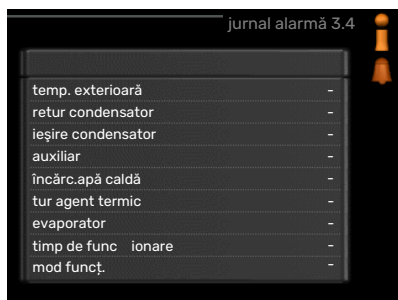 jurnal alarmă 3.4
temp. exterioară -
retur condensator -
ieşire condensator -
auxiliar -
încărc.apă caldă -
tur agent termic -
evaporator -
timp de func ionare -
mod funcţ. -